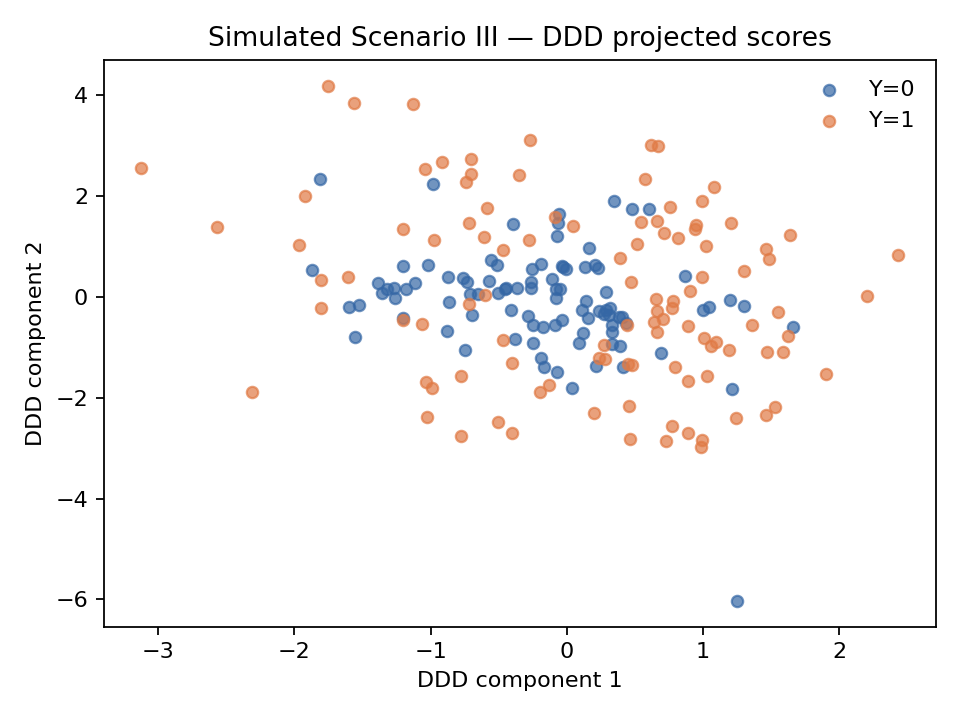 Simulated Scenario III — DDD projected scores
Y=0
Y=1
DDD component 2
4
2
0
−2
−4
−6
−3
−2
−1
0
1
2
DDD component 1